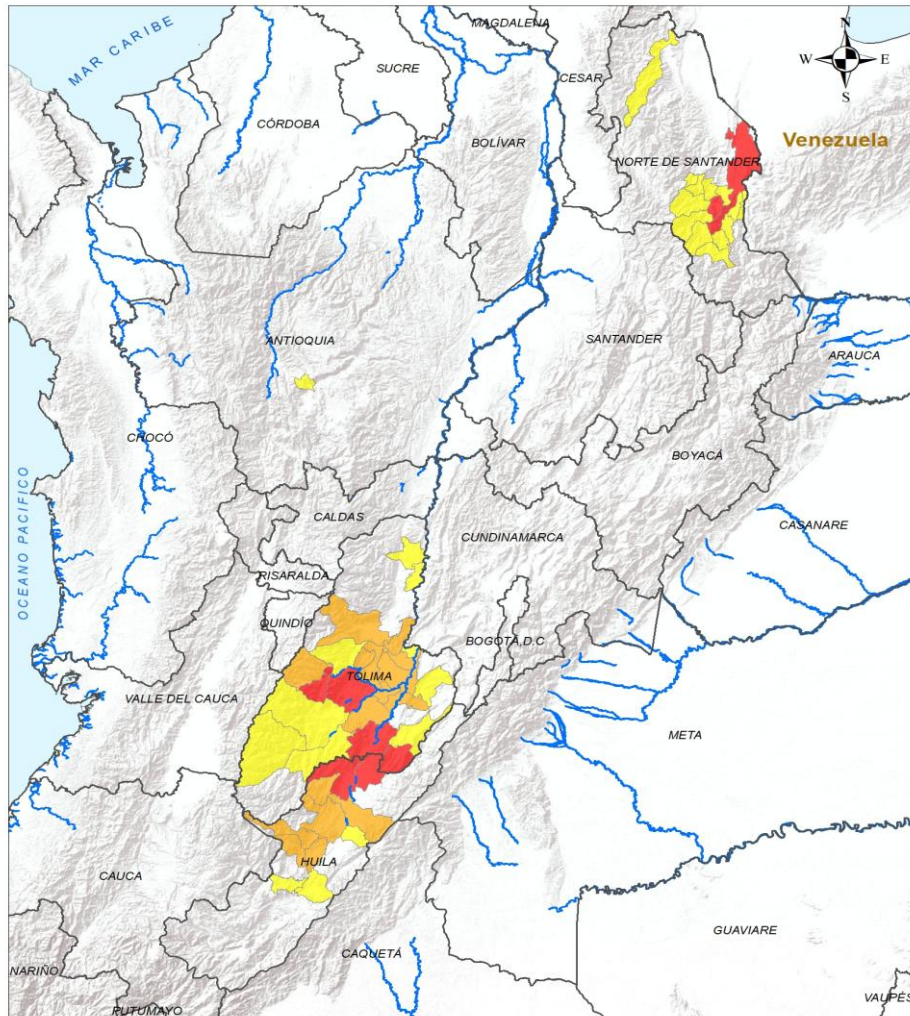 MAR CARIBE
MAGDALENA
N
W
E
S
SUCRE
CESAR
CÓRDOBA
BOLÍVAR
Venezuela
NORTE DE SANTANDER
ANTIOQUIA
SANTANDER
ARAUCA
CHOCÓ
BOYACÁ
OCEANO PACIFICO
CALDAS
CUNDINAMARCA
CASANARE
RISARALDA
QUINDÍO
BOGOTÁ,D.C
TOLIMA
VALLE DEL CAUCA
META
HUILA
CAUCA
GUAVIARE
CAQUETÁ
NARIÑO
PUTUMAYO
VAUPÉS